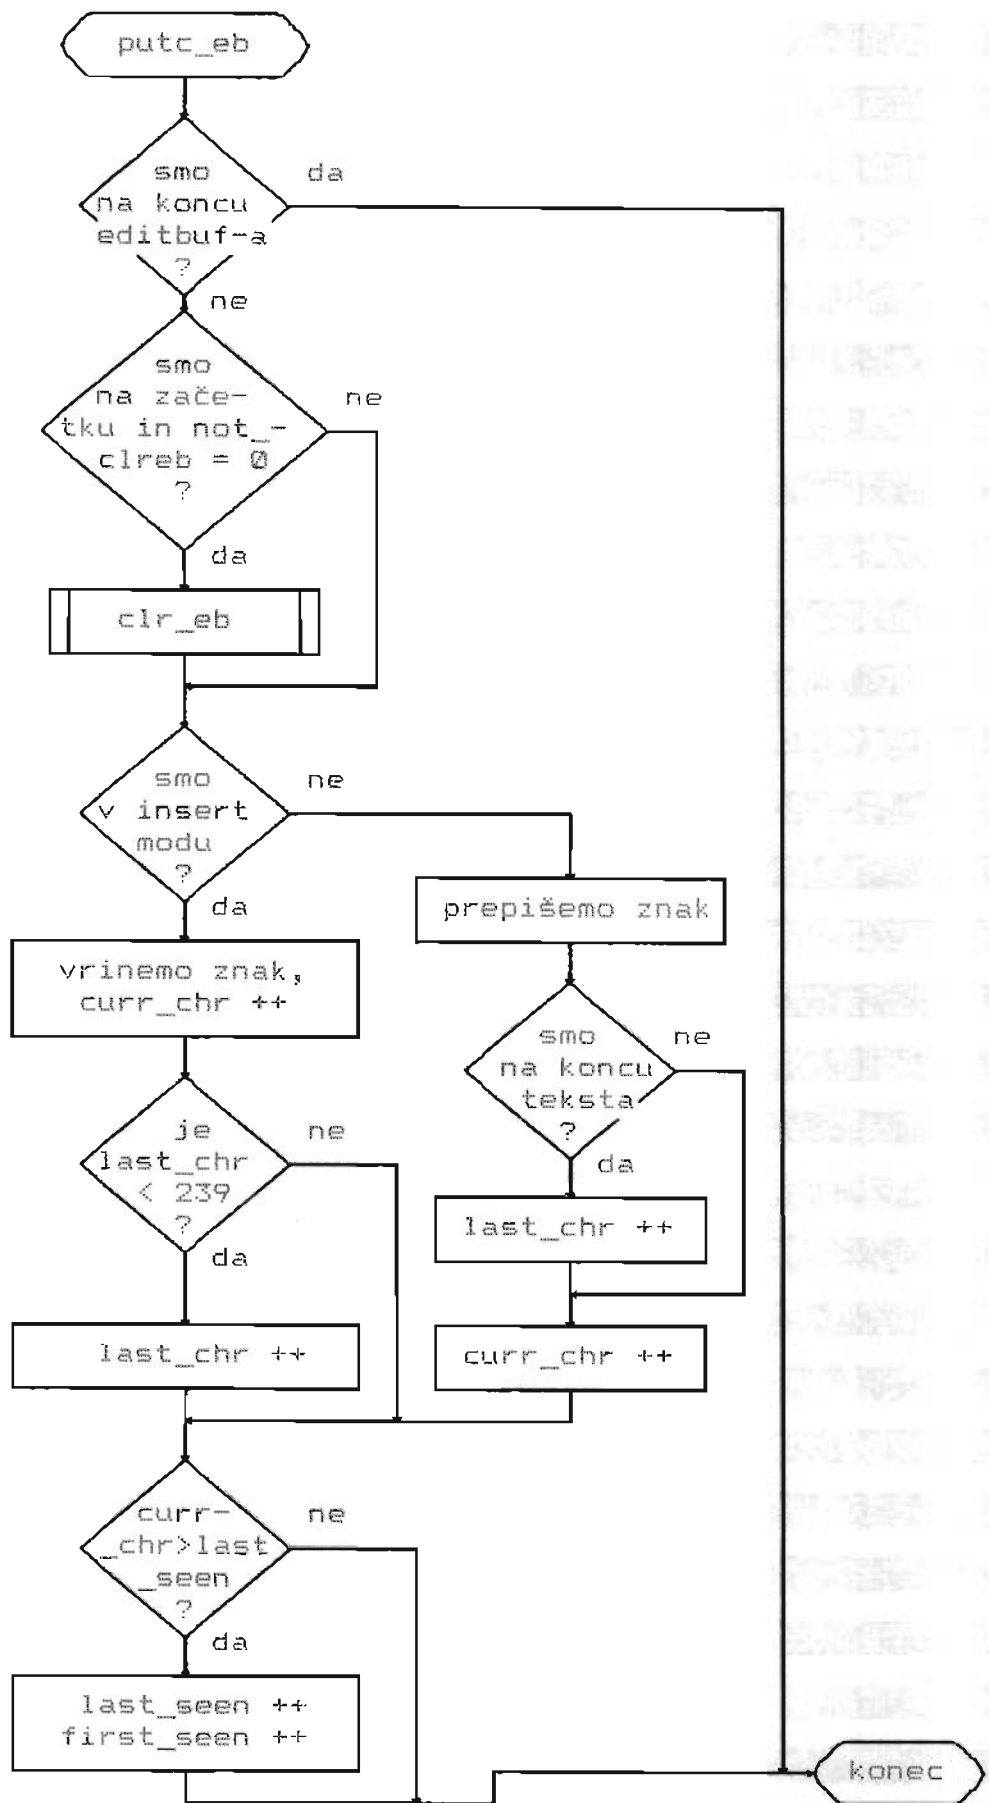 putc_eb
smo
na koncu
editbuf-a
?
da
ne
smo
na zače-
tku in not_-
clreb = 0
?
ne
da
clr_eb
smo
v insert
modu
?
ne
da
prepišemo znak
vrinemo znak,
curr_chr ++
smo
na koncu
teksta
?
ne
da
je
last_chr
< 239
?
ne
da
last_chr ++
last_chr ++
curr_chr ++
curr-
_chr>last
_seen
?
ne
da
last_seen ++
first_seen ++
konec